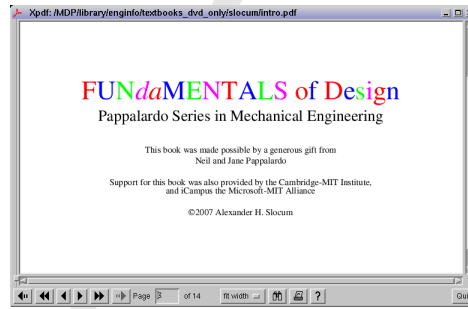 Xpdf: /MDP/library/enginfo/textbooks_dvd_only/slocum/intro.pdf
FUNdaMENTALS of Design
Pappalardo Series in Mechanical Engineering
This book was made possible by a generous gift from
Neil and Jane Pappalardo
Support for this book was also provided by the Cambridge-MIT Institute,
and iCampus the Microsoft-MIT Alliance
©2007 Alexander H. Slocum
Page of 14 fit width ?